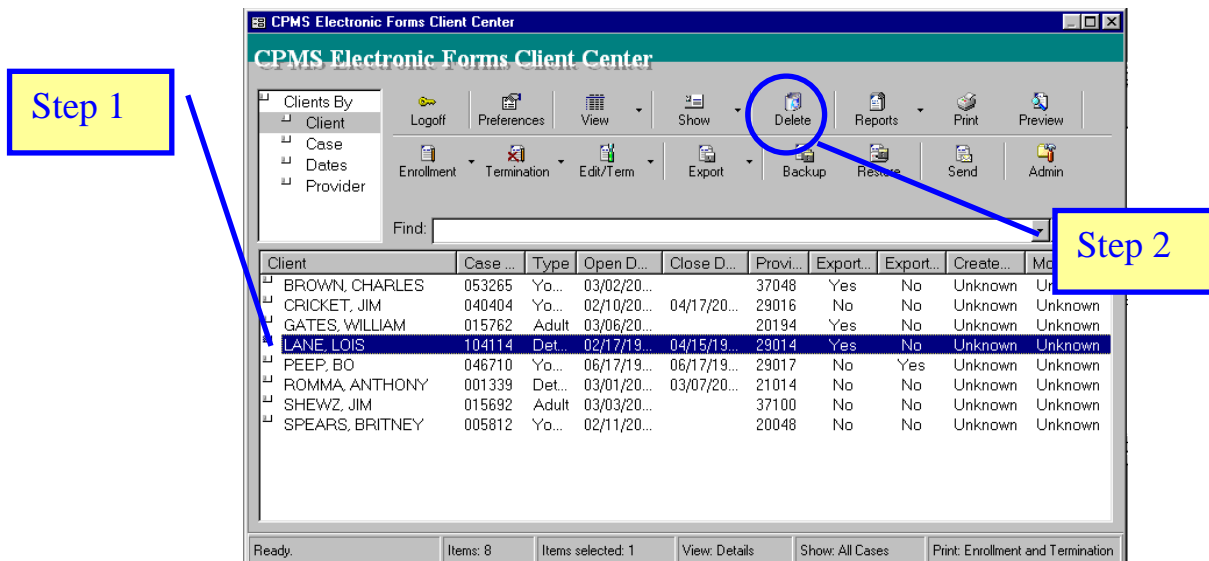 CPMS Electronic Forms Client Center
CPMS Electronic Forms Client Center
Step 1
Clients By
Client
Case
Dates
Provider
Logoff Preferences View Show Delete Reports Print Preview
Enrollment Termination Edit/Term Export Backup Restore Send Admin
Find:
Step 2
Client Case ... Type Open D... Close D... Provi... Export... Export... Create...
BROWN, CHARLES 053265 Yo... 03/02/20... 37048 Yes No Unknown
CRICKET, JIM 040404 Yo... 02/10/20... 04/17/20... 29016 No No Unknown Unknown
GATES, WILLIAM 015762 Adult 03/06/20... 20194 Yes No Unknown Unknown
LANE, LOIS 104114 Det... 02/17/19... 04/15/19... 29014 Yes No Unknown Unknown
PEEP, BO 046710 Yo... 06/17/19... 06/17/19... 29017 No Yes Unknown Unknown
ROMMA, ANTHONY 001339 Det... 03/01/20... 03/07/20... 21014 No No Unknown Unknown
SHEWZ, JIM 015692 Adult 03/03/20... 37100 No No Unknown Unknown
SPEARS, BRITNEY 005812 Yo... 02/11/20... 20048 No No Unknown Unknown
Ready. Items: 8 Items selected: 1 View: Details Show: All Cases Print: Enrollment and Termination